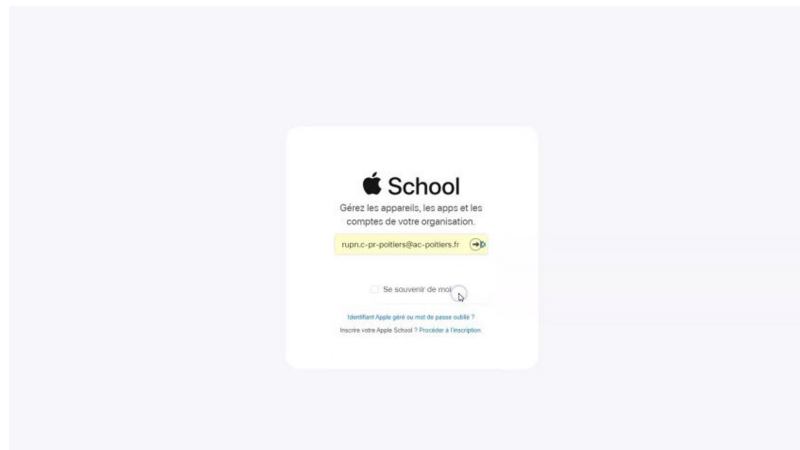 School
Gérez les appareils, les apps et les
comptes de votre organisation.
rupn.c-pr-poitiers@ac-poitiers.fr
Se souvenir de moi
Identifiant Apple géré ou mot de passe oublié ?
Inscrire votre Apple School ? Procéder à l'inscription.